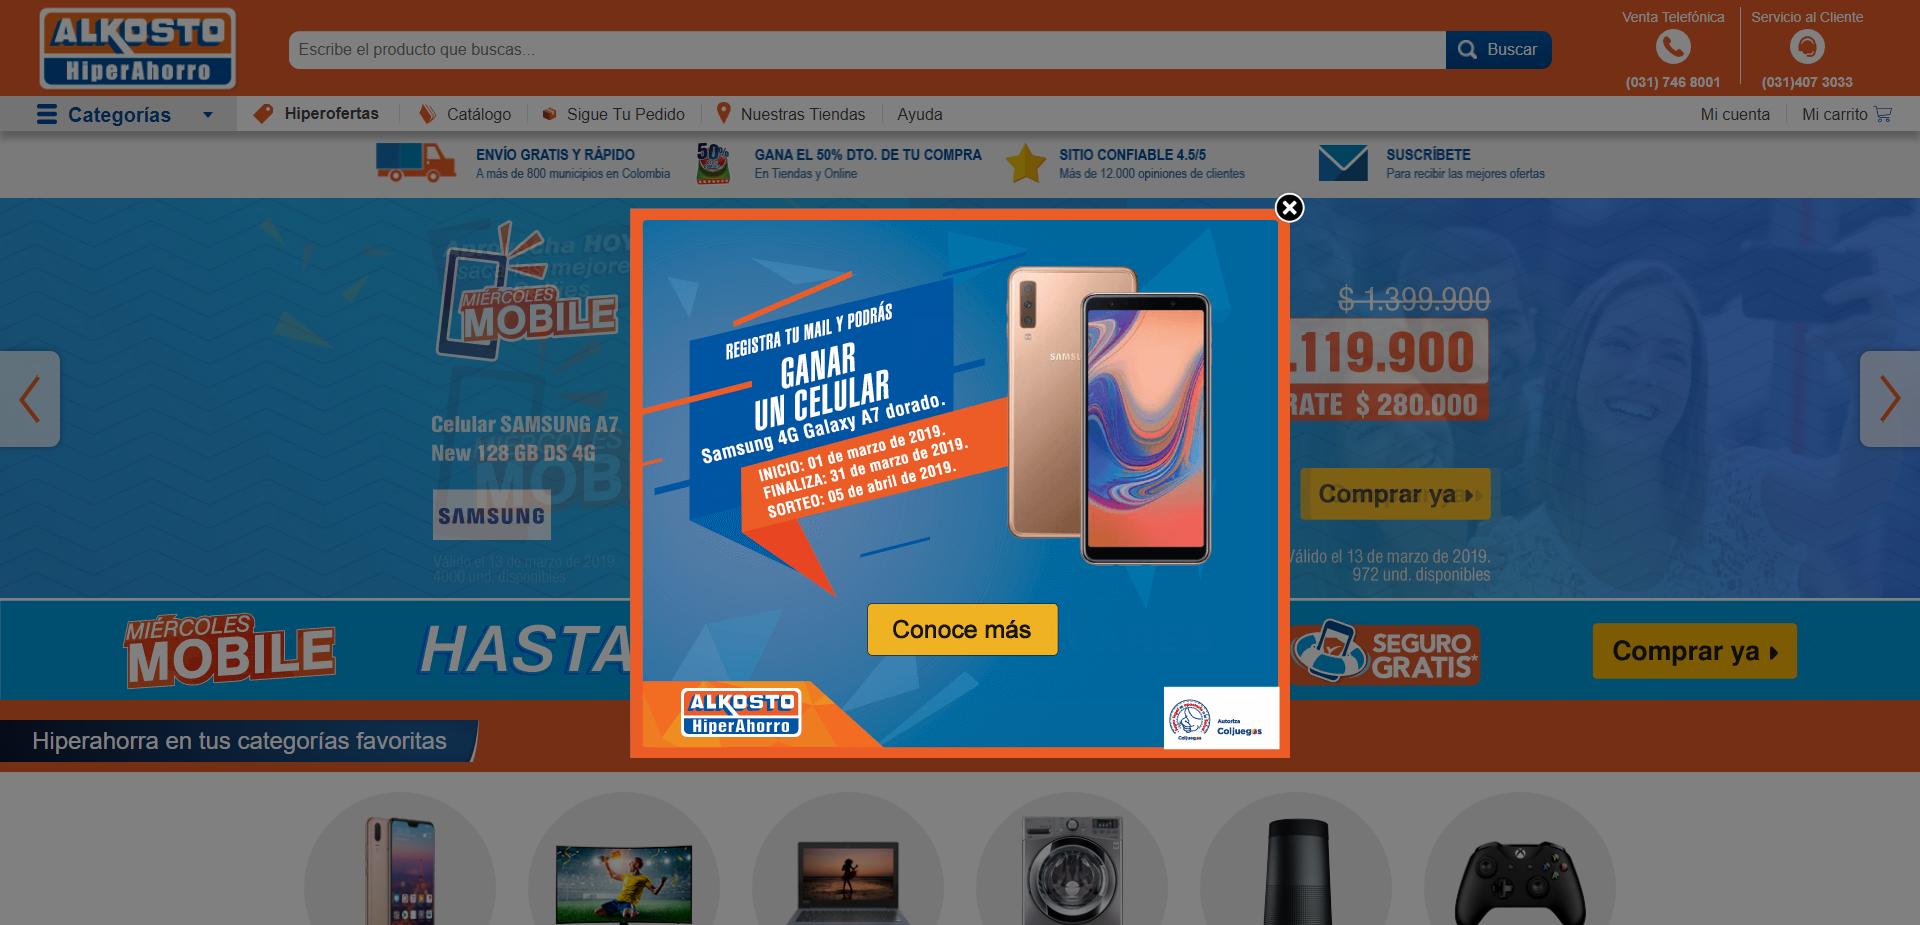 ALKOSTO
HiperAhorro
Escribe el producto que buscas...
Buscar
Venta Telefónica
(031) 746 8001
Servicio al Cliente
(031)407 3033
Categorías
Hiperofertas
Catálogo
Sigue Tu Pedido
Nuestras Tiendas
Ayuda
Mi cuenta
Mi carrito
ENVÍO GRATIS Y RÁPIDO
A más de 800 municipios en Colombia
50%
GANA EL 50% DTO. DE TU COMPRA
En Tiendas y Online
SITIO CONFIABLE 4.5/5
Más de 12.000 opiniones de clientes
SUSCRÍBETE
Para recibir las mejores ofertas
MIÉRCOLES
MOBILE
Celular SAMSUNG A7
New 128 GB DS 4G
SAMSUNG
Válido el 13 de marzo de 2019
4000 und. disponibles
REGISTRA TU MAIL Y PODRÁS
GANAR
UN CELULAR
Samsung 4G Galaxy A7 dorado.
INICIO: 01 de marzo de 2019.
FINALIZA: 31 de marzo de 2019.
SORTEO: 05 de abril de 2019.
Conoce más
ALKOSTO
HiperAhorro
Autoriza
Coljuegos
Coljuegos
$ 1.399.900
.119.900
RATE $ 280.000
Comprar ya
Válido el 13 de marzo de 2019.
972 und. disponibles
MIÉRCOLES
MOBILE
HASTA
SEGURO
GRATIS*
Comprar ya
Hiperahorra en tus categorías favoritas